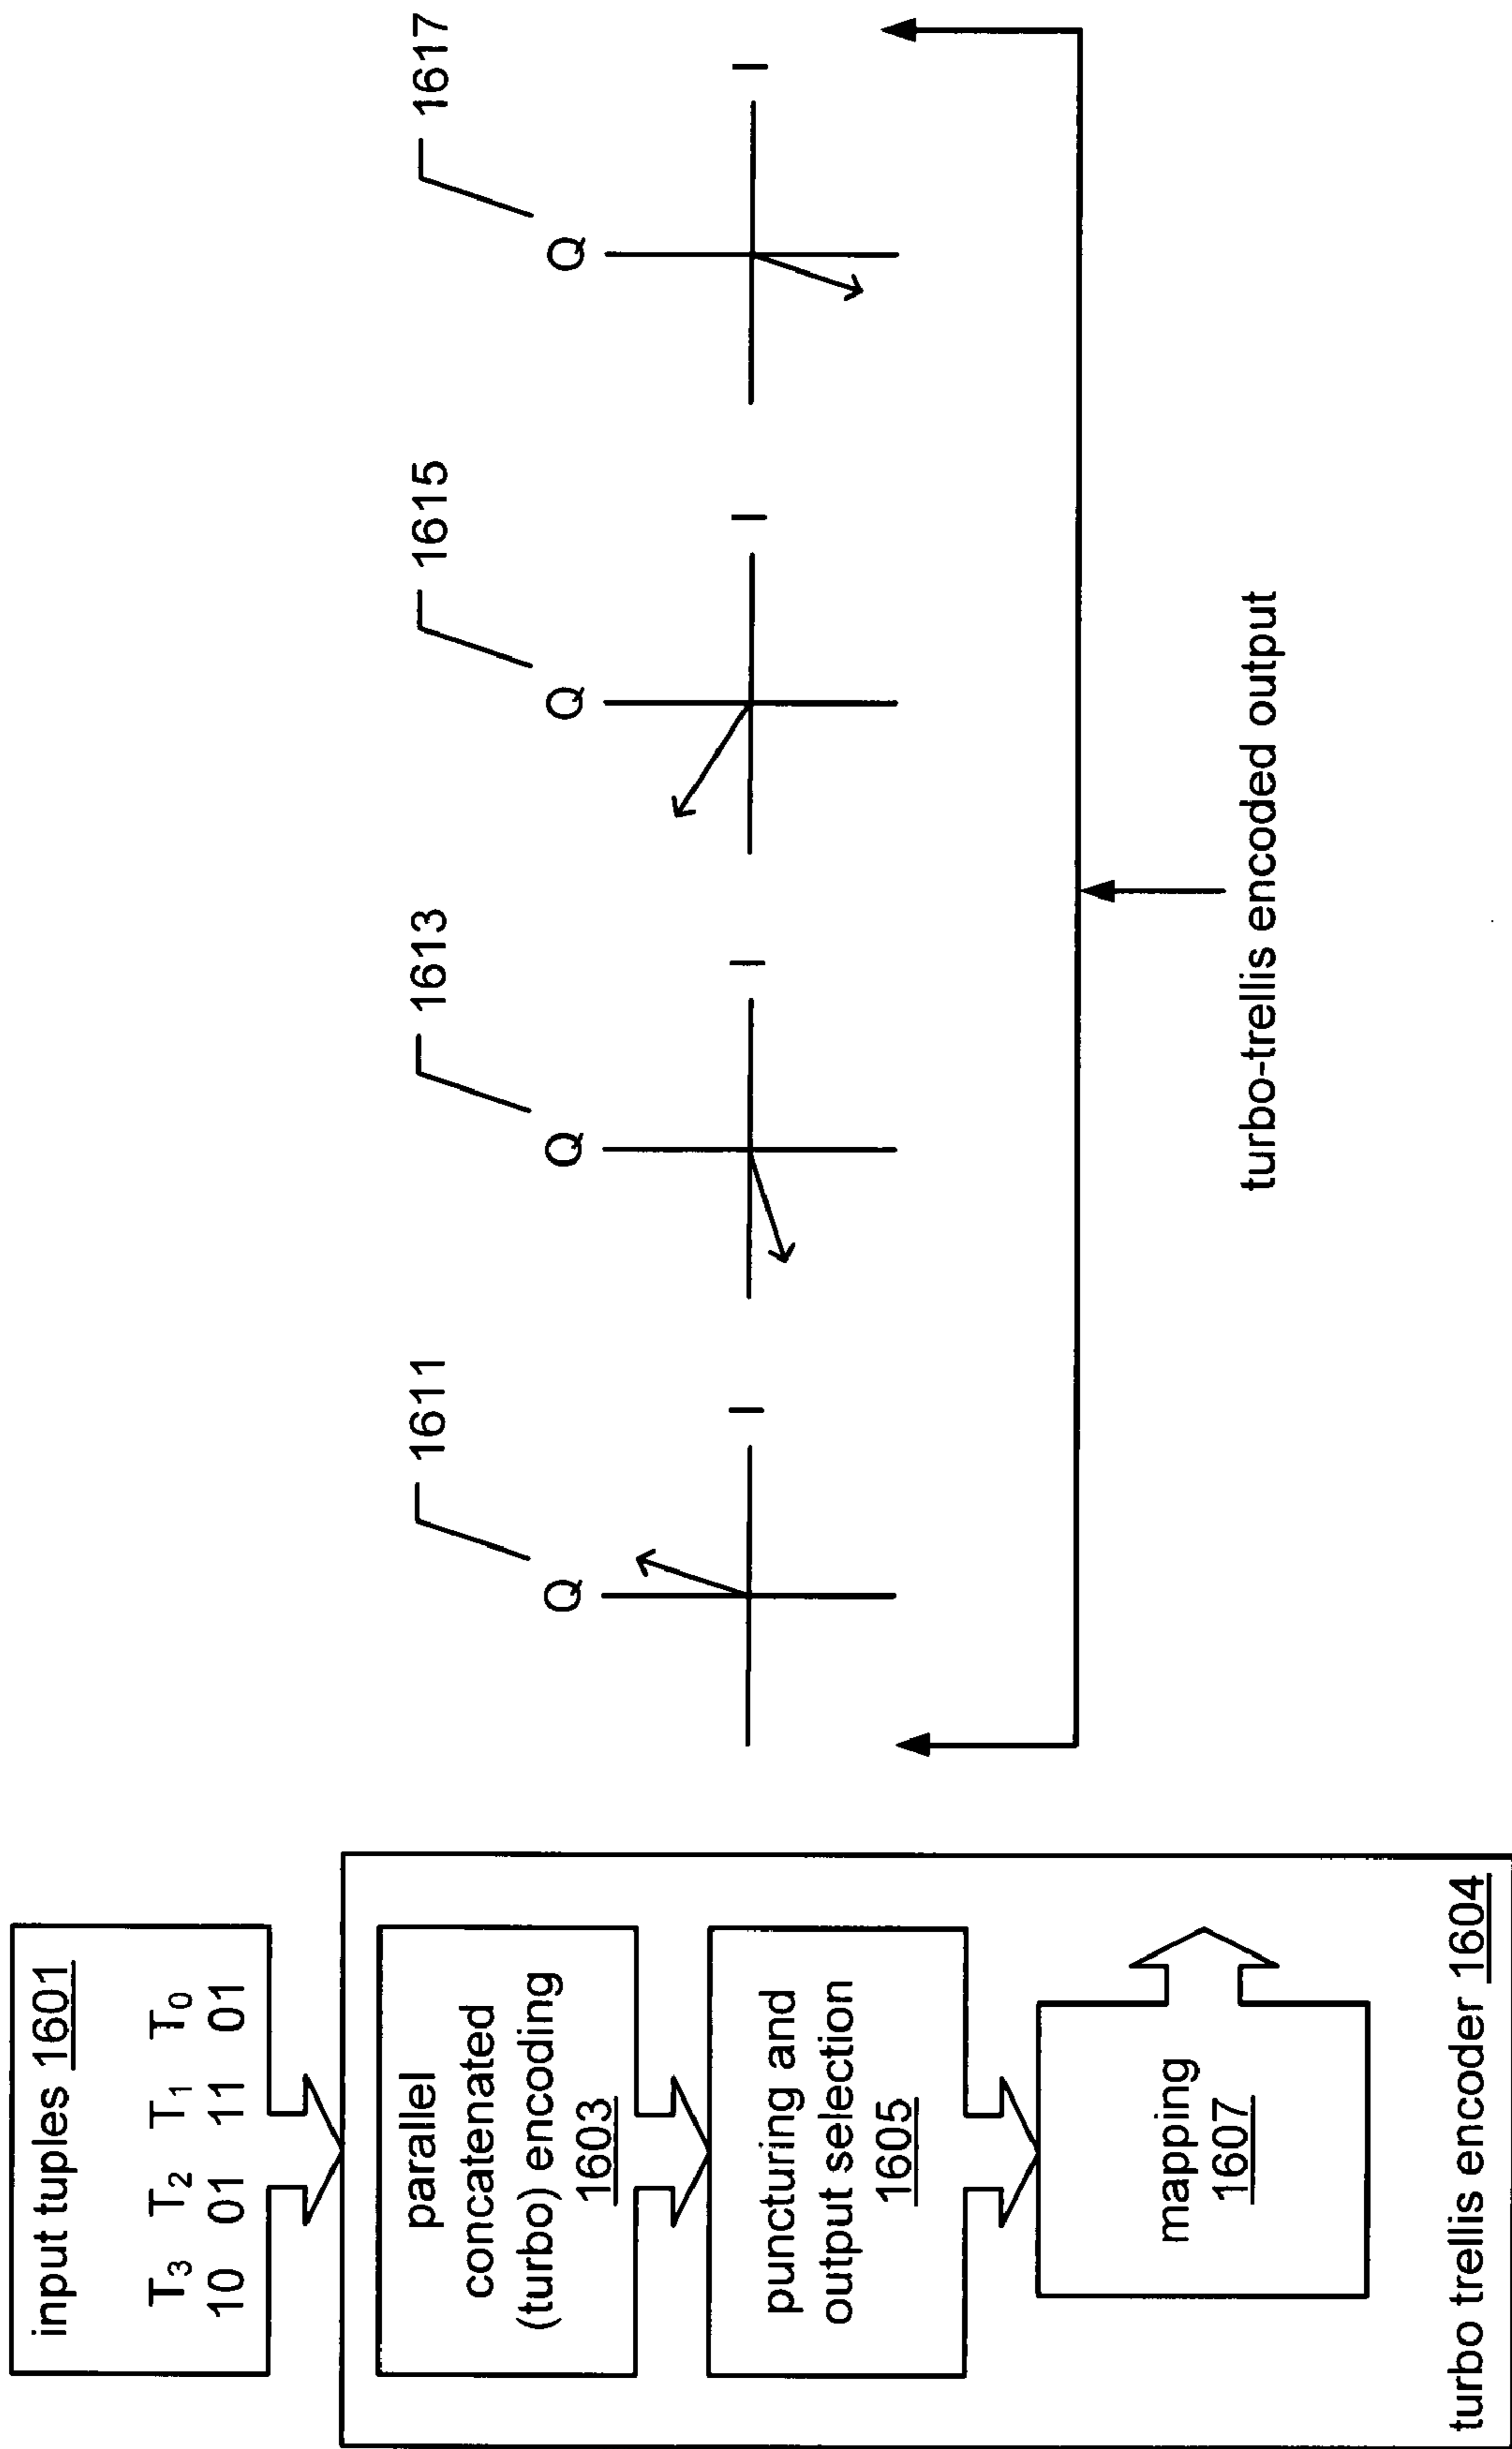 input tuples 1601
T3 T2 T1 T0
10 01 11 01
parallel
concatenated
(turbo) encoding
1603
puncturing and
output selection
1605
mapping
1607
turbo trellis encoder 1604
1611
Q
I
1613
Q
I
1615
Q
I
1617
Q
I
turbo-trellis encoded output